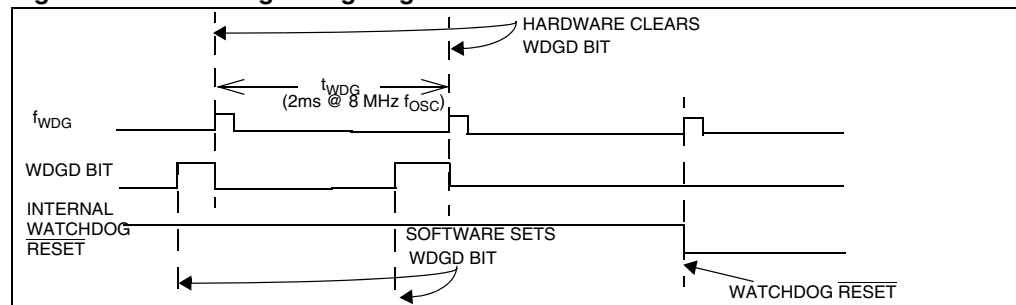 HARDWARE CLEARS
WDGD BIT
tWDG
(2ms @ 8 MHz fOSC)
fWDG
WDGD BIT
INTERNAL
WATCHDOG
RESET
SOFTWARE SETS
WDGD BIT
WATCHDOG RESET